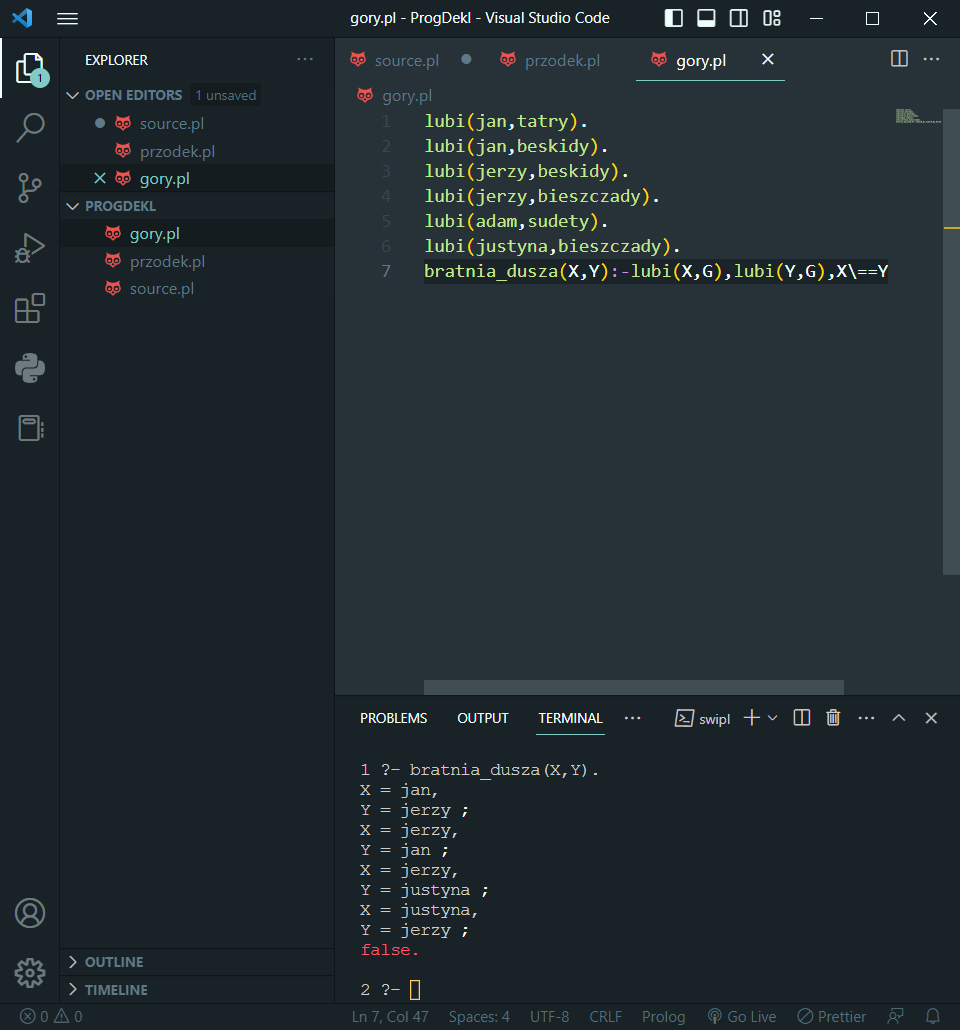 gory.pl - ProgDekl - Visual Studio Code
1
EXPLORER
OPEN EDITORS 1 unsaved
source.pl
przodek.pl
gory.pl
PROGDEKL
gory.pl
przodek.pl
source.pl
OUTLINE
TIMELINE
source.pl przodek.pl gory.pl
gory.pl
1 lubi(jan,tatry).
2 lubi(jan,beskidy).
3 lubi(jerzy,beskidy).
4 lubi(jerzy,bieszczady).
5 lubi(adam,sudety).
6 lubi(justyna,bieszczady).
7 bratnia_dusza(X,Y):-lubi(X,G),lubi(Y,G),X\==Y
PROBLEMS OUTPUT TERMINAL swipl
1 ?- bratnia_dusza(X,Y).
X = jan,
Y = jerzy ;
X = jerzy,
Y = jan ;
X = jerzy,
Y = justyna ;
X = justyna,
Y = jerzy ;
false.
2 ?-
0 0 Ln 7, Col 47 Spaces: 4 UTF-8 CRLF Prolog Go Live Prettier